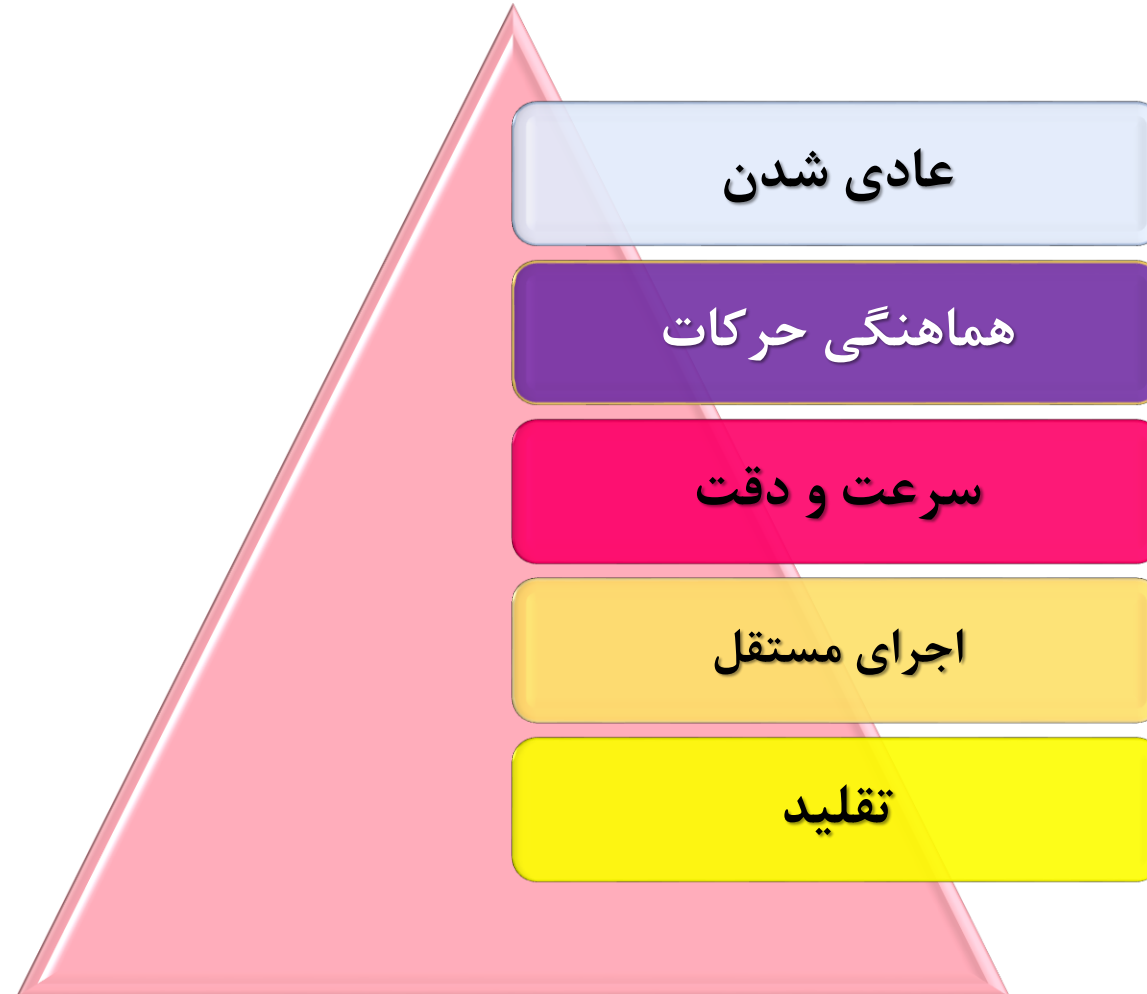 عادی شدن
هماهنگی حرکات
سرعت و دقت
اجرای مستقل
تقلید